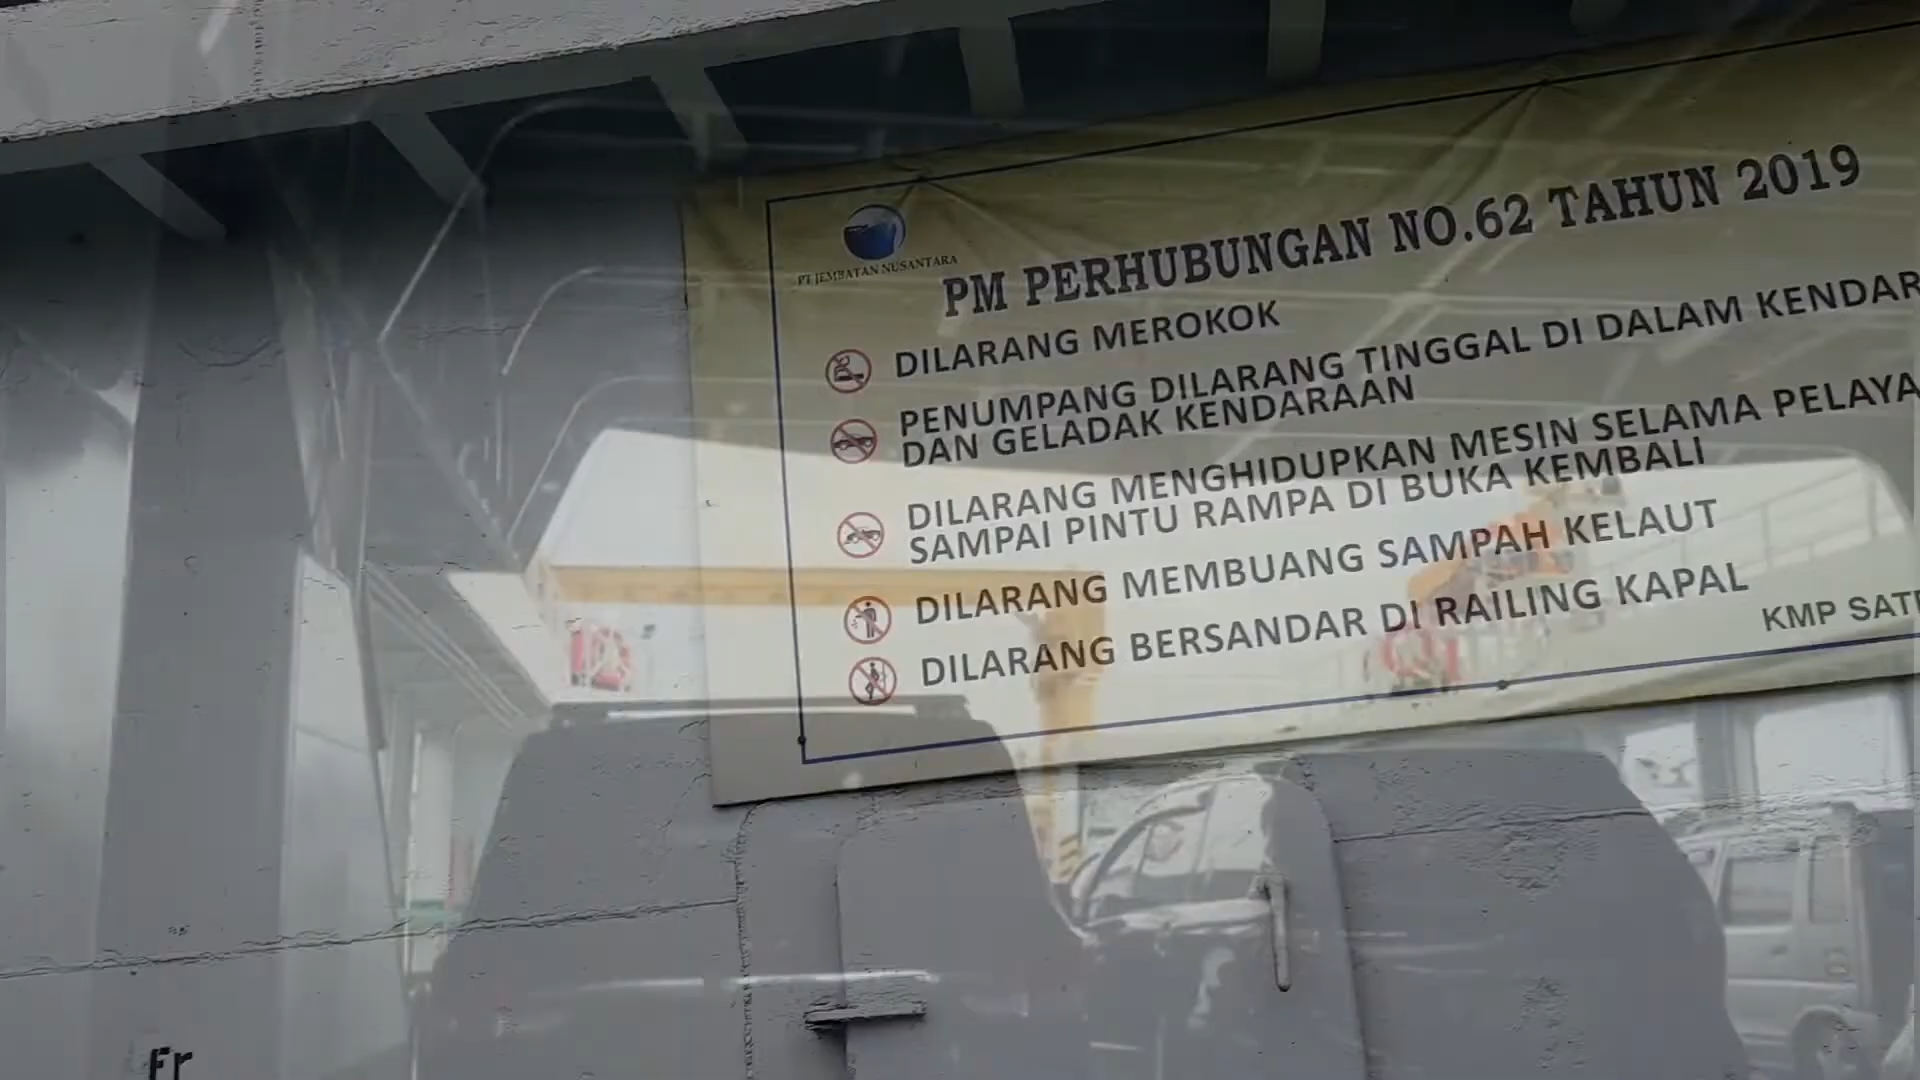 PT JEMBATAN NUSANTARA
PM PERHUBUNGAN NO.62 TAHUN 2019
DILARANG MEROKOK
PENUMPANG DILARANG TINGGAL DI DALAM KENDAR
DAN GELADAK KENDARAAN
DILARANG MENGHIDUPKAN MESIN SELAMA PELAYA
SAMPAI PINTU RAMPA DI BUKA KEMBALI
DILARANG MEMBUANG SAMPAH KELAUT
DILARANG BERSANDAR DI RAILING KAPAL
KMP SAT
Fr